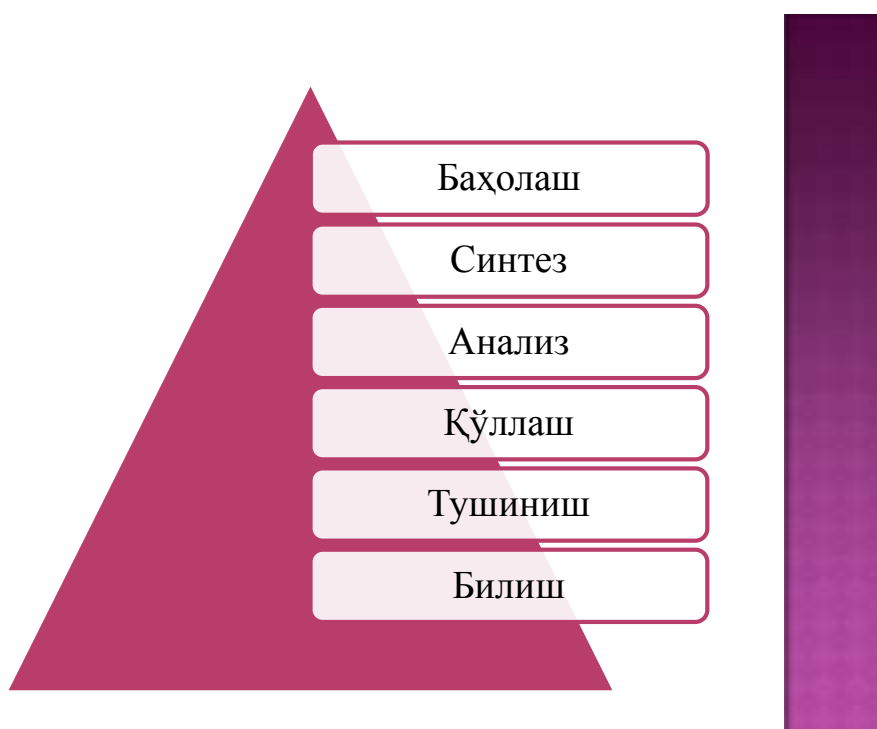 Баҳолаш
Синтез
Анализ
Қўллаш
Тушиниш
Билиш